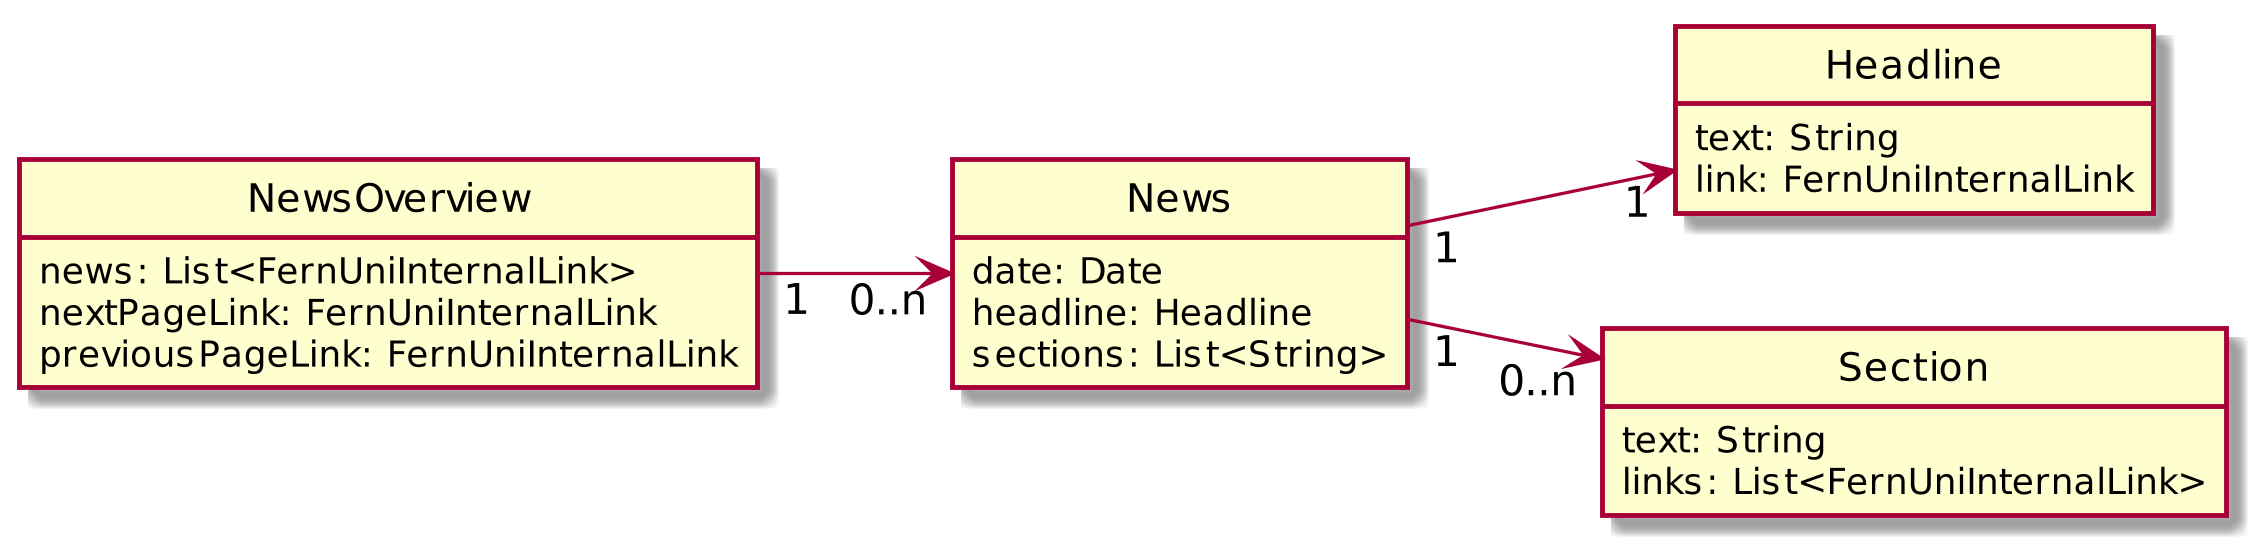 NewsOverview
news: List<FernUniInternalLink>
nextPageLink: FernUniInternalLink
previousPageLink: FernUniInternalLink
1
0..n
News
date: Date
headline: Headline
sections: List<String>
1
1
Headline
text: String
link: FernUniInternalLink
1
0..n
Section
text: String
links: List<FernUniInternalLink>